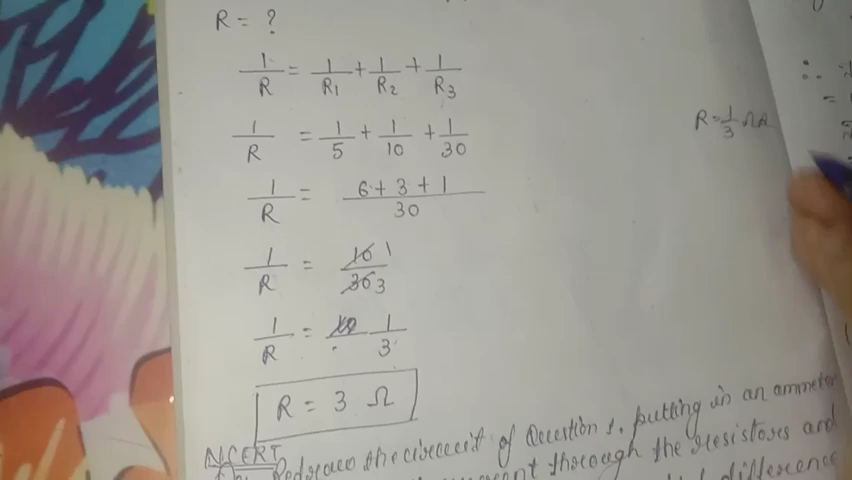 R = ?
1/R = 1/R1 + 1/R2 + 1/R3
1/R = 1/5 + 1/10 + 1/30
R = 1/3 Ω
1/R = 6 + 3 + 1 / 30
1/R = 10 1 / 30 3
1/R = 1/3
R = 3 Ω
NCERT
Redraw the circuit of Question 1, putting in an ammeter
through the resistors and
difference